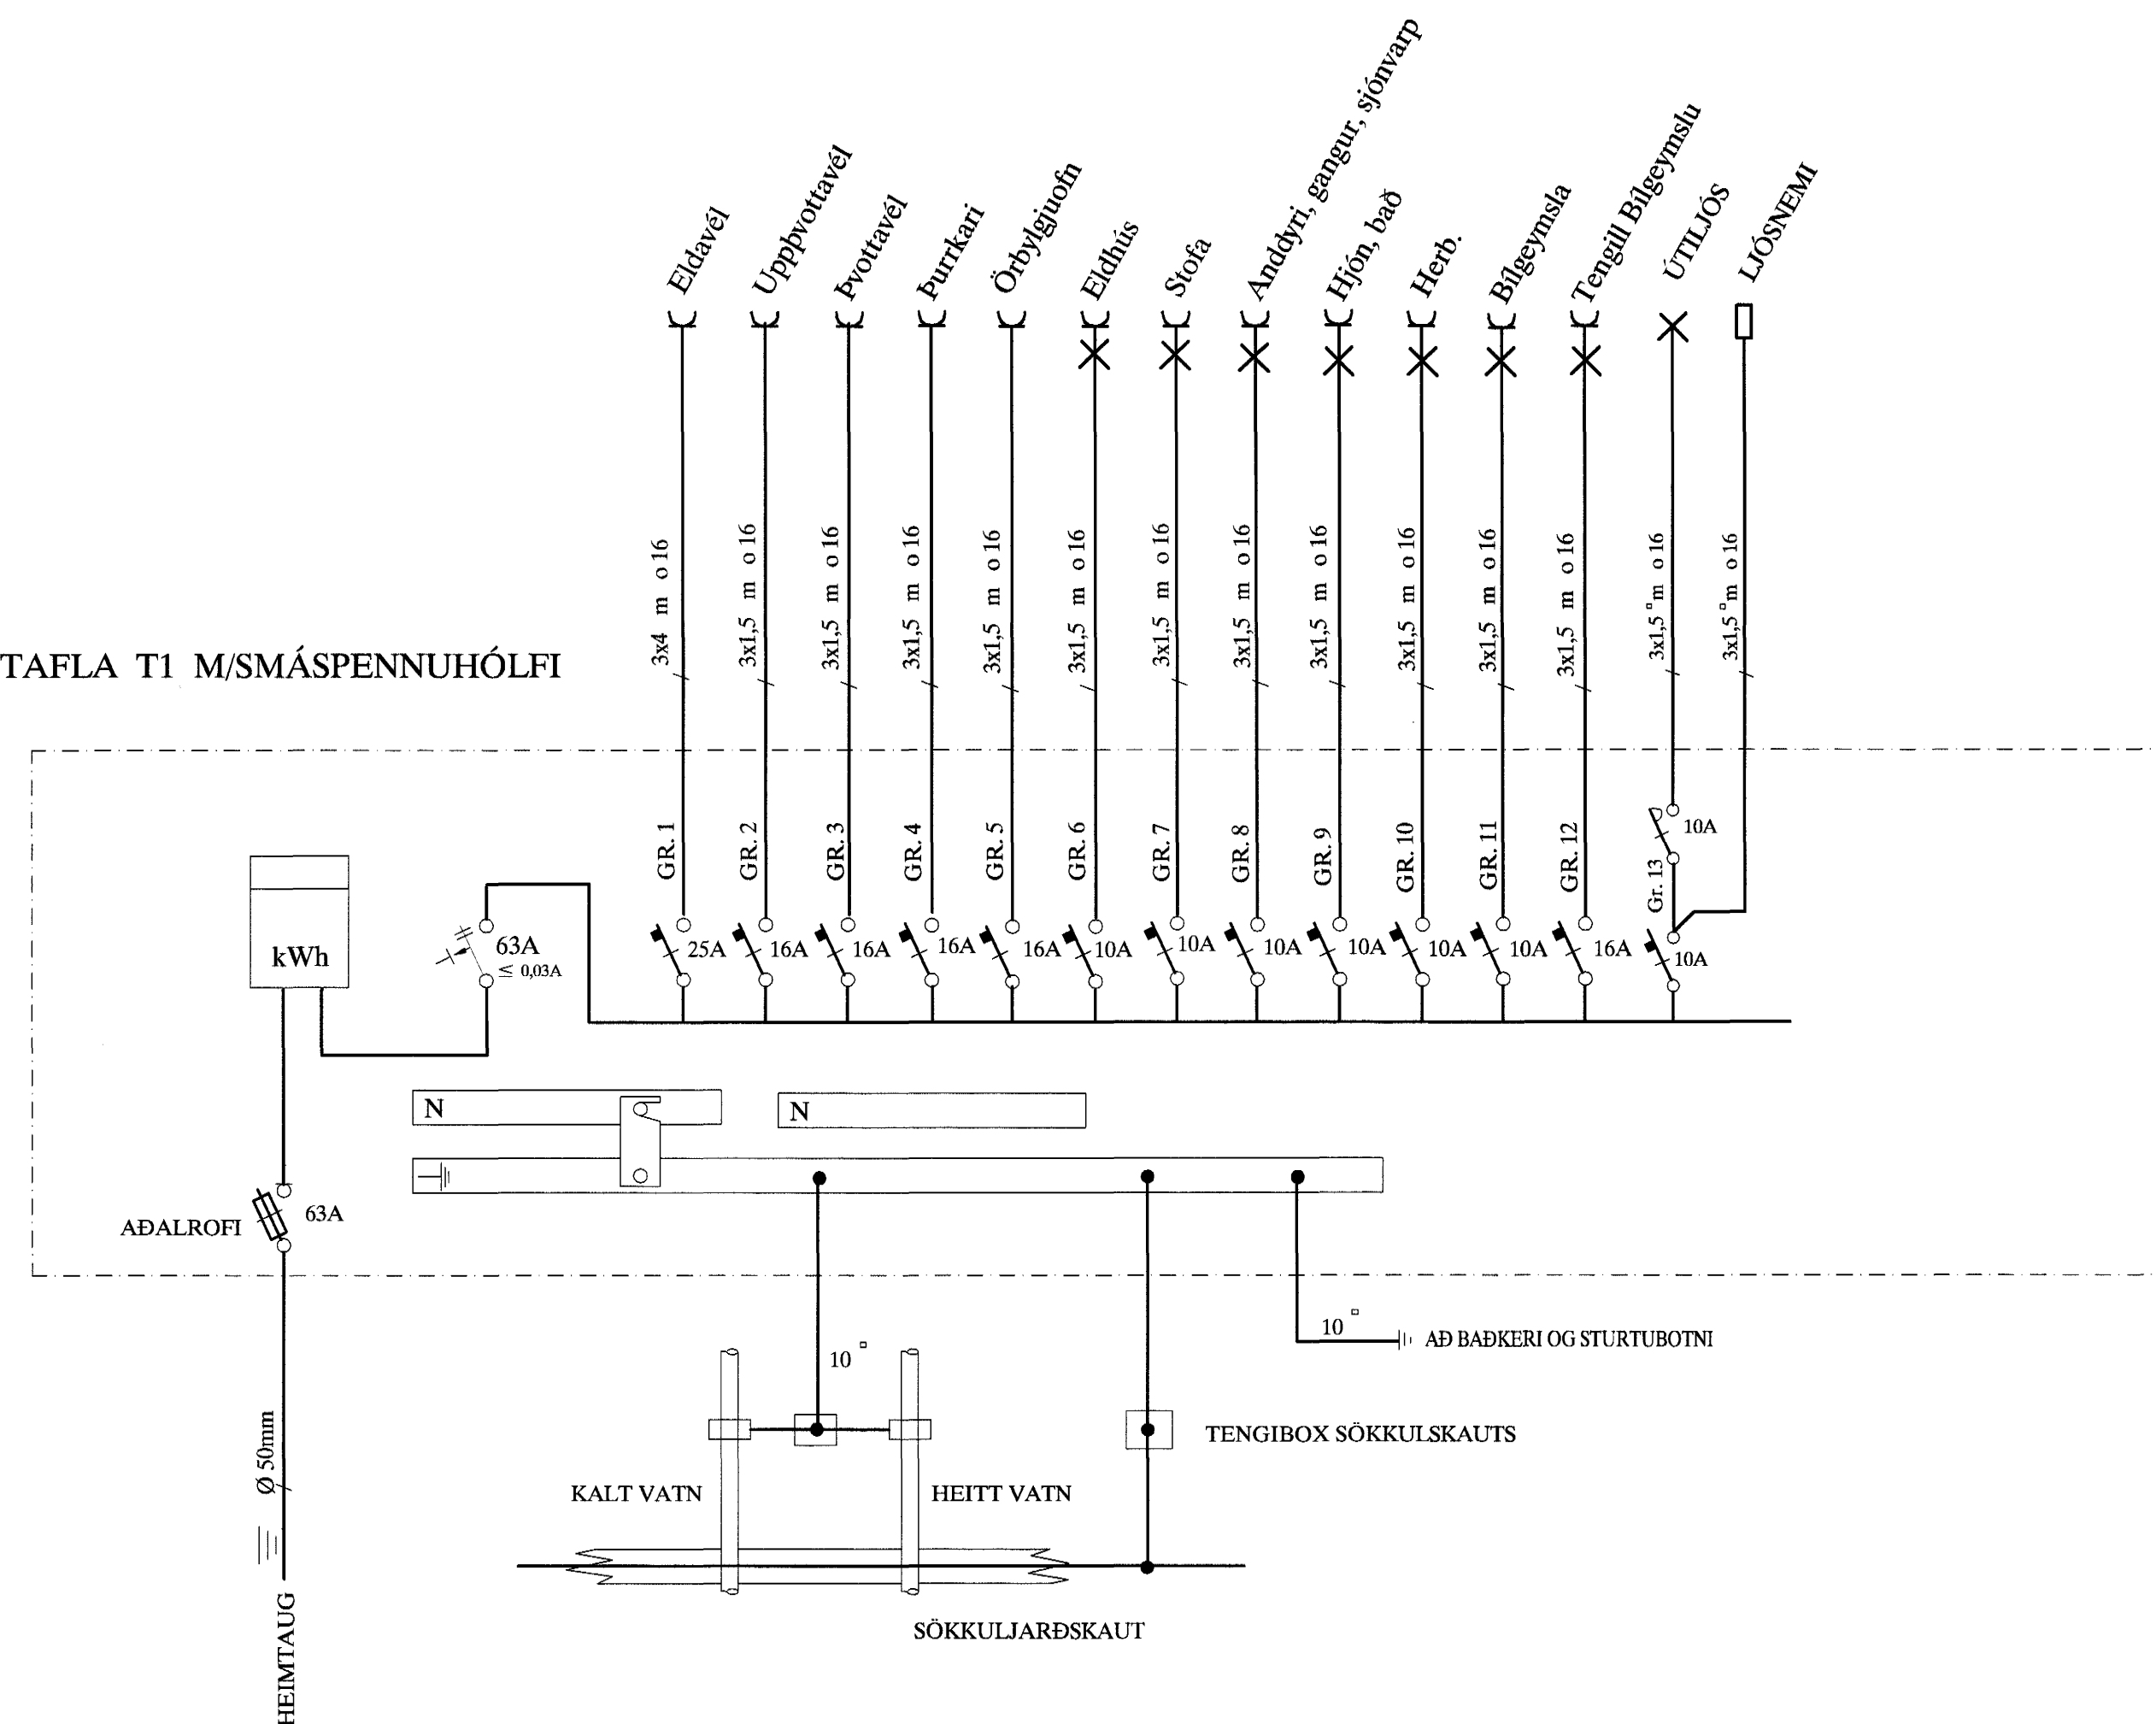 Eldavél
Uppþvottavél
Þvottavél
Þurrkari
Örbylgjuofn
Eldhús
Stofa
Anddyri, gangur, sjónvarp
Hjón, bað
Herb.
Bílgeymsla
Tengill Bílgeymslu
ÚTILJÓS
LJÓSNEMI
3x4 m o 16
3x1,5 m o 16
3x1,5 m o 16
3x1,5 m o 16
3x1,5 m o 16
3x1,5 m o 16
3x1,5 m o 16
3x1,5 m o 16
3x1,5 m o 16
3x1,5 m o 16
3x1,5 m o 16
3x1,5 m o 16
3x1,5 □ m o 16
3x1,5 □ m o 16
TAFLA T1 M/SMÁSPENNUHÓLFI
GR. 1
GR. 2
GR. 3
GR. 4
GR. 5
GR. 6
GR. 7
GR. 8
GR. 9
GR. 10
GR. 11
GR. 12
Gr. 13
10A
kWh
63A
≤ 0,03A
25A
16A
16A
16A
16A
10A
10A
10A
10A
10A
10A
16A
10A
N
N
AÐALROFI
63A
10 □
10 □
AÐ BAÐKERI OG STURTUBOTNI
Ø 50mm
TENGIBOX SÖKKULSKAUTS
KALT VATN
HEITT VATN
SÖKKULJARÐSKAUT
HEIMTAUG